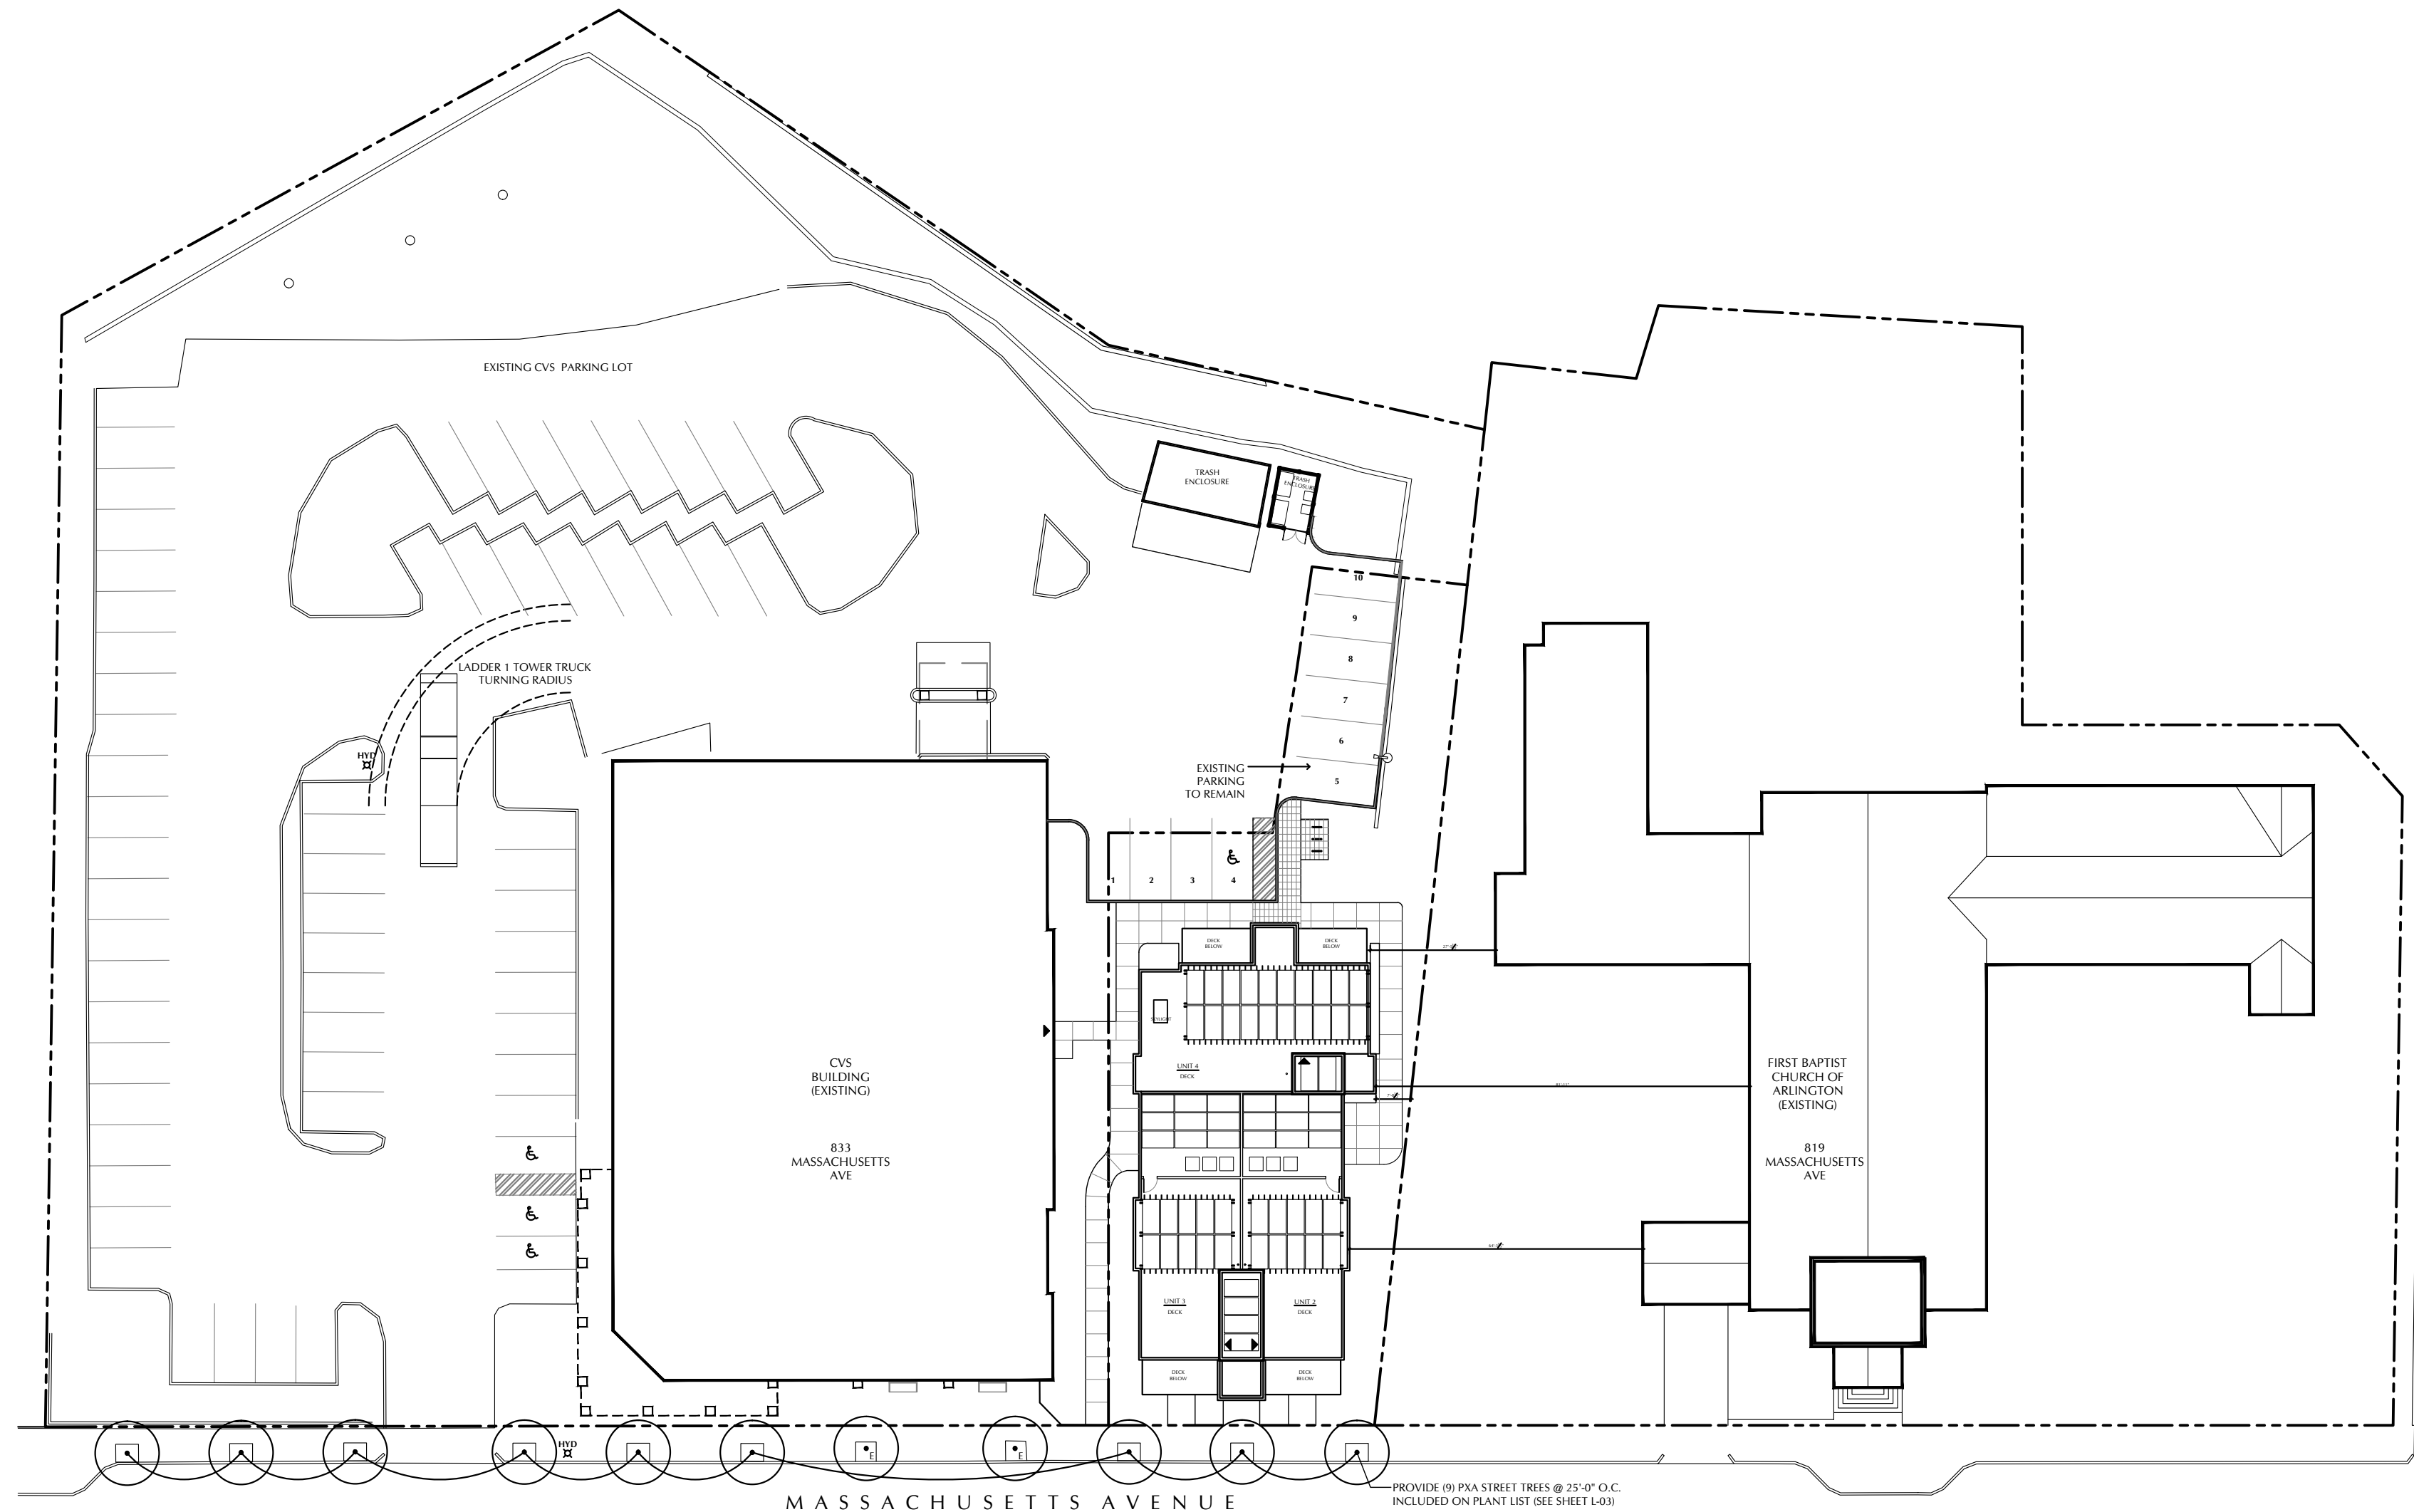 EXISTING CVS PARKING LOT
TRASH
ENCLOSURE
TRASH
ENCLOSURE
10
9
8
7
6
5
LADDER 1 TOWER TRUCK
TURNING RADIUS
HYD
EXISTING
PARKING
TO REMAIN
1
2
3
4
DECK
BELOW
DECK
BELOW
SKYLIGHT
UNIT 4
DECK
CVS
BUILDING
(EXISTING)
833
MASSACHUSETTS
AVE
FIRST BAPTIST
CHURCH OF
ARLINGTON
(EXISTING)
819
MASSACHUSETTS
AVE
UNIT 3
DECK
UNIT 2
DECK
DECK
BELOW
DECK
BELOW
HYD
E
E
PROVIDE (9) PXA STREET TREES @ 25'-0" O.C.
INCLUDED ON PLANT LIST (SEE SHEET L-03)
MASSACHUSETTS AVENUE